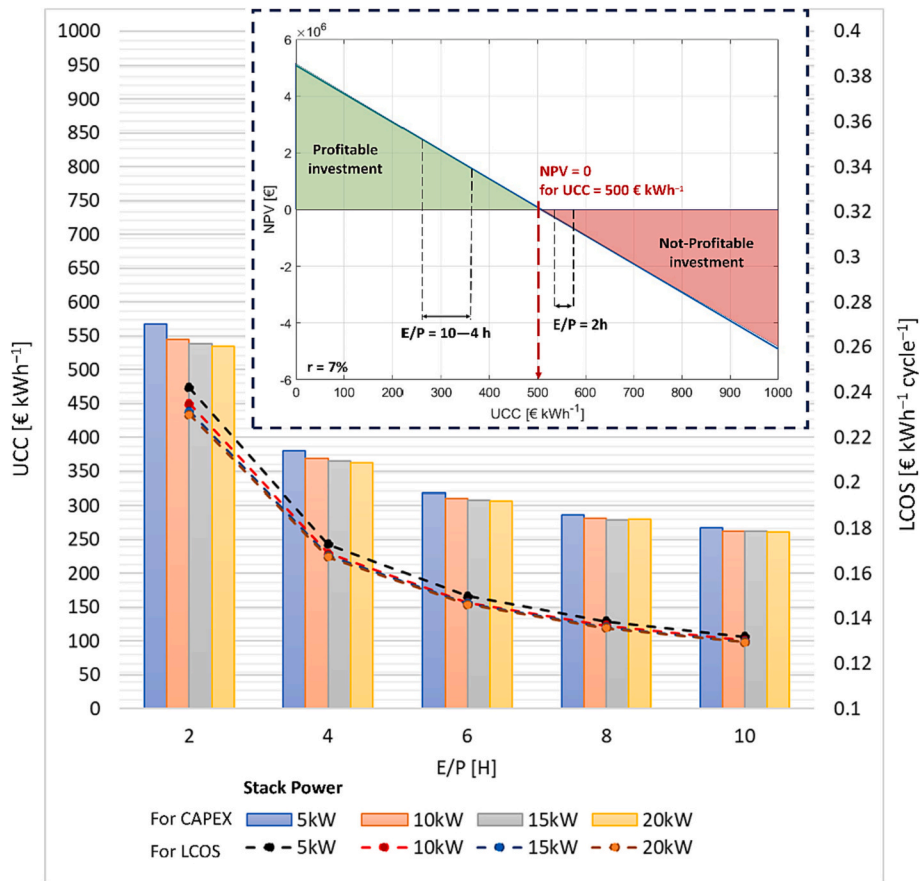 1000
950
900
850
800
750
700
650
600
550
500
450
400
350
300
250
200
150
100
50
0
UCC [€ kWh⁻¹]
×10⁶
6
4
2
0
-2
-4
-6
NPV [€]
Profitable
investment
NPV = 0
for UCC = 500 € kWh⁻¹
Not-Profitable
investment
E/P = 10—4 h
E/P = 2h
r = 7%
0 100 200 300 400 500 600 700 800 900 1000
UCC [€ kWh⁻¹]
0.4
0.38
0.36
0.34
0.32
0.3
0.28
0.26
0.24
0.22
0.2
0.18
0.16
0.14
0.12
0.1
LCOS [€ kWh⁻¹ cycle⁻¹]
2 4 6 8 10
E/P [H]
Stack Power
For CAPEX 5kW 10kW 15kW 20kW
For LCOS 5kW 10kW 15kW 20kW